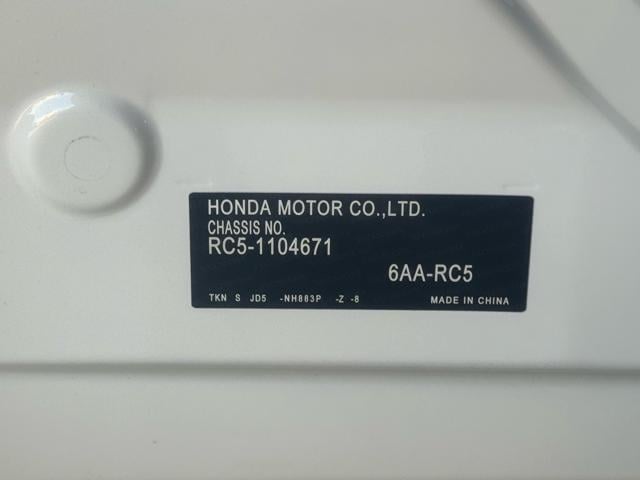 HONDA MOTOR CO.,LTD.
CHASSIS NO.
RC5-1104671
6AA-RC5
TKN S JD5 -NH883P -Z -8 MADE IN CHINA